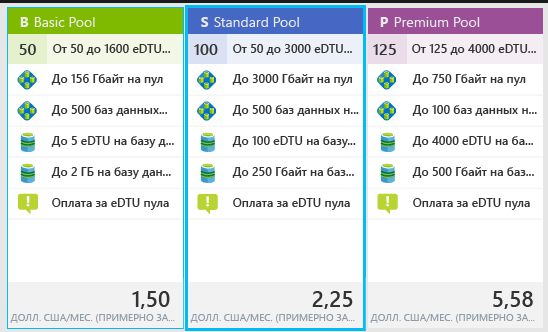 B Basic Pool
50 От 50 до 1600 eDTU...
До 156 Гбайт на пул
До 500 баз данных...
До 5 eDTU на базу д...
До 2 ГБ на базу дан...
Оплата за eDTU пула
1,50
ДОЛЛ. США/МЕС. (ПРИМЕРНО ЗА...
S Standard Pool
100 От 50 до 3000 eDTU...
До 3000 Гбайт на пул
До 500 баз данных н...
До 100 eDTU на базу...
До 250 Гбайт на баз...
Оплата за eDTU пула
2,25
ДОЛЛ. США/МЕС. (ПРИМЕРНО ЗА...
P Premium Pool
125 От 125 до 4000 eDTU...
До 750 Гбайт на пул
До 100 баз данных н...
До 4000 eDTU на ба...
До 500 Гбайт на баз...
Оплата за eDTU пула
5,58
ДОЛЛ. США/МЕС. (ПРИМЕРНО ЗА...